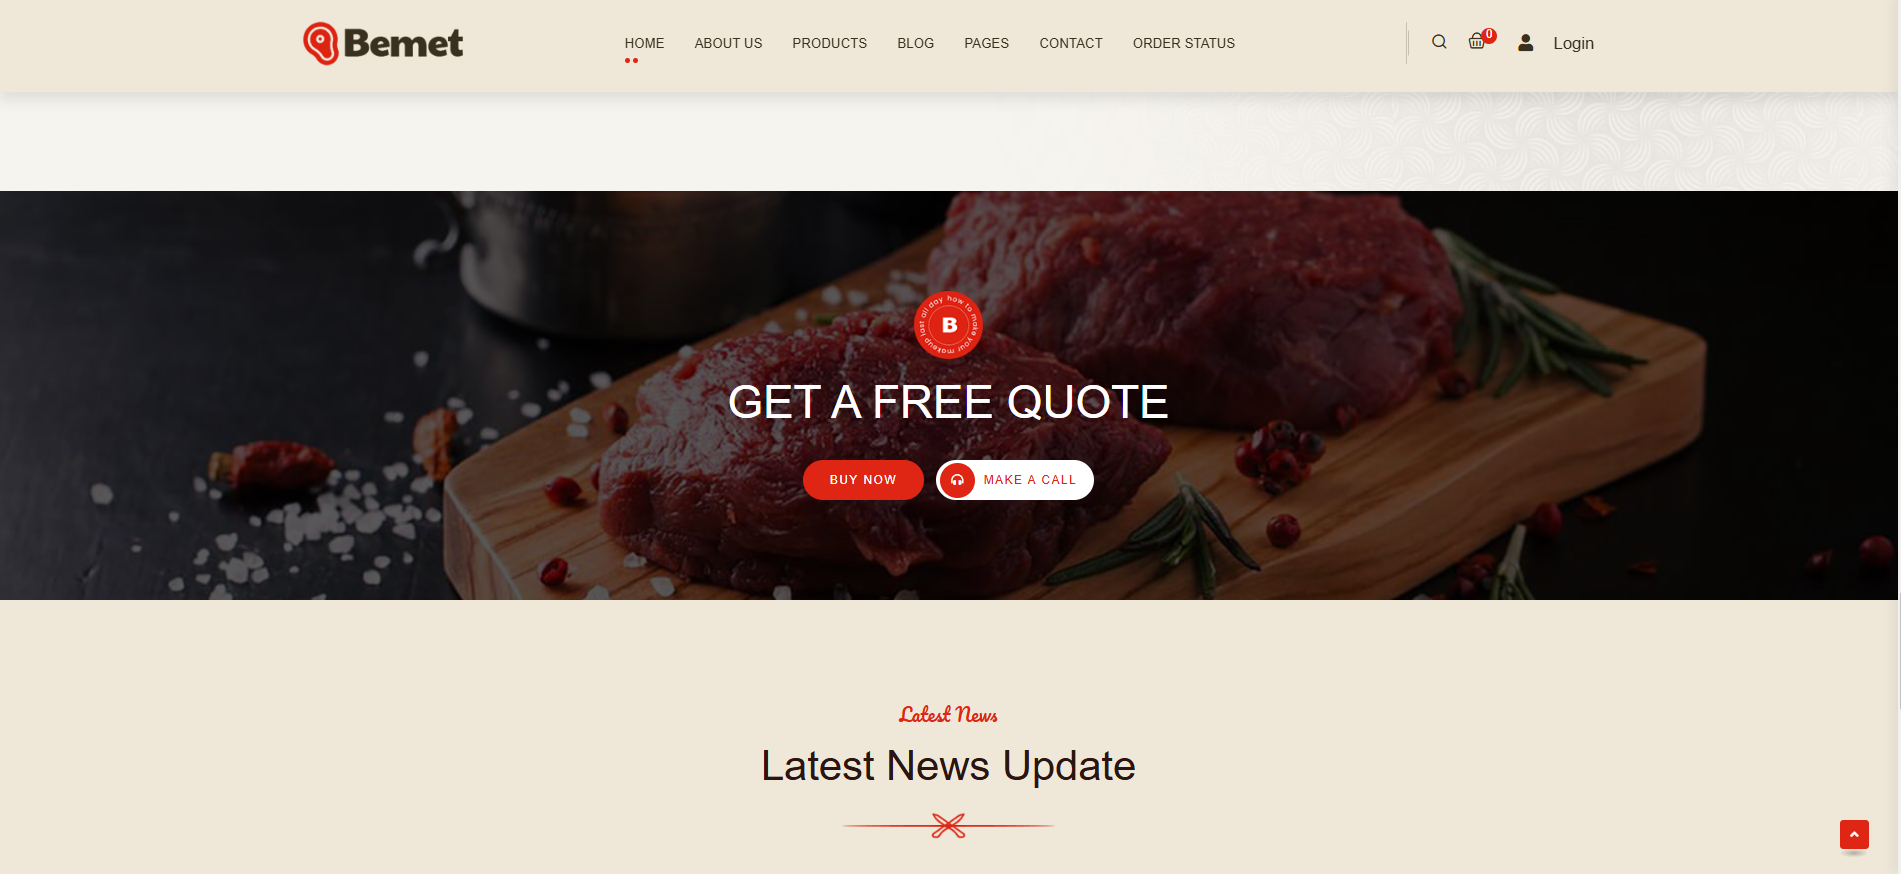 Bemet
HOME ABOUT US PRODUCTS BLOG PAGES CONTACT ORDER STATUS
0
Login
how to make your makeup last all day
B
GET A FREE QUOTE
BUY NOW
MAKE A CALL
Latest News
Latest News Update